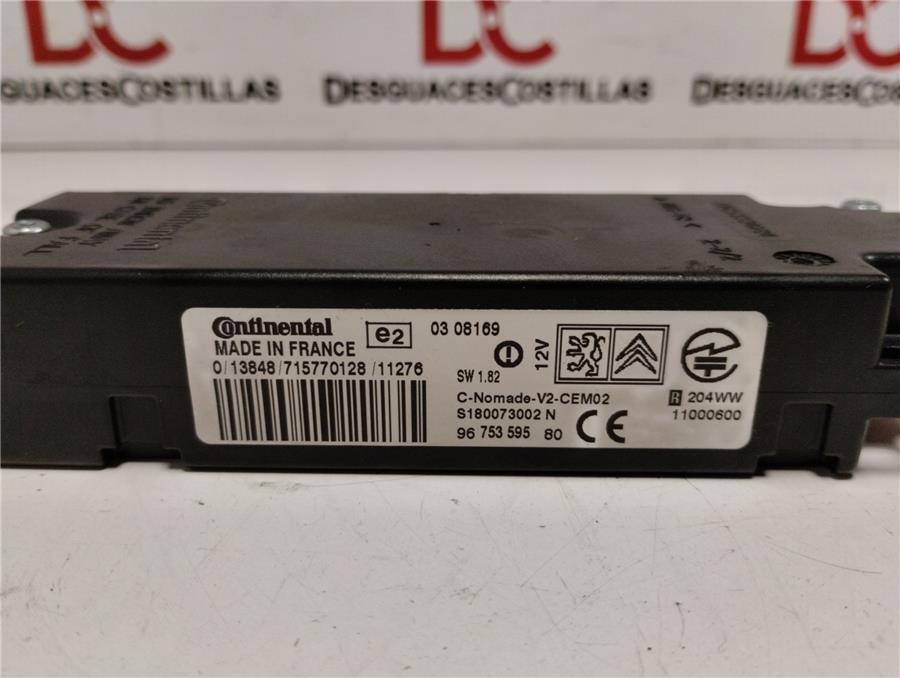 DC DC DC
DESGUACESCOSTILLAS DESGUACESCOSTILLAS DESGUACESCOSTILLAS
Continental
Continental
MADE IN FRANCE
0/13848/715770128/11276
e2
03 08169
SW 1.82
12V
C-Nomade-V2-CEM02
S180073002 N
96 753 595 80
CE
R 204WW
11000600